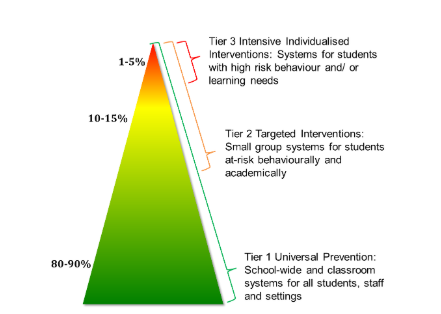 Tier 3 Intensive Individualised
Interventions: Systems for students
with high risk behaviour and/ or
learning needs
1-5%
10-15%
Tier 2 Targeted Interventions:
Small group systems for students
at-risk behaviourally and
academically
80-90%
Tier 1 Universal Prevention:
School-wide and classroom
systems for all students, staff
and settings